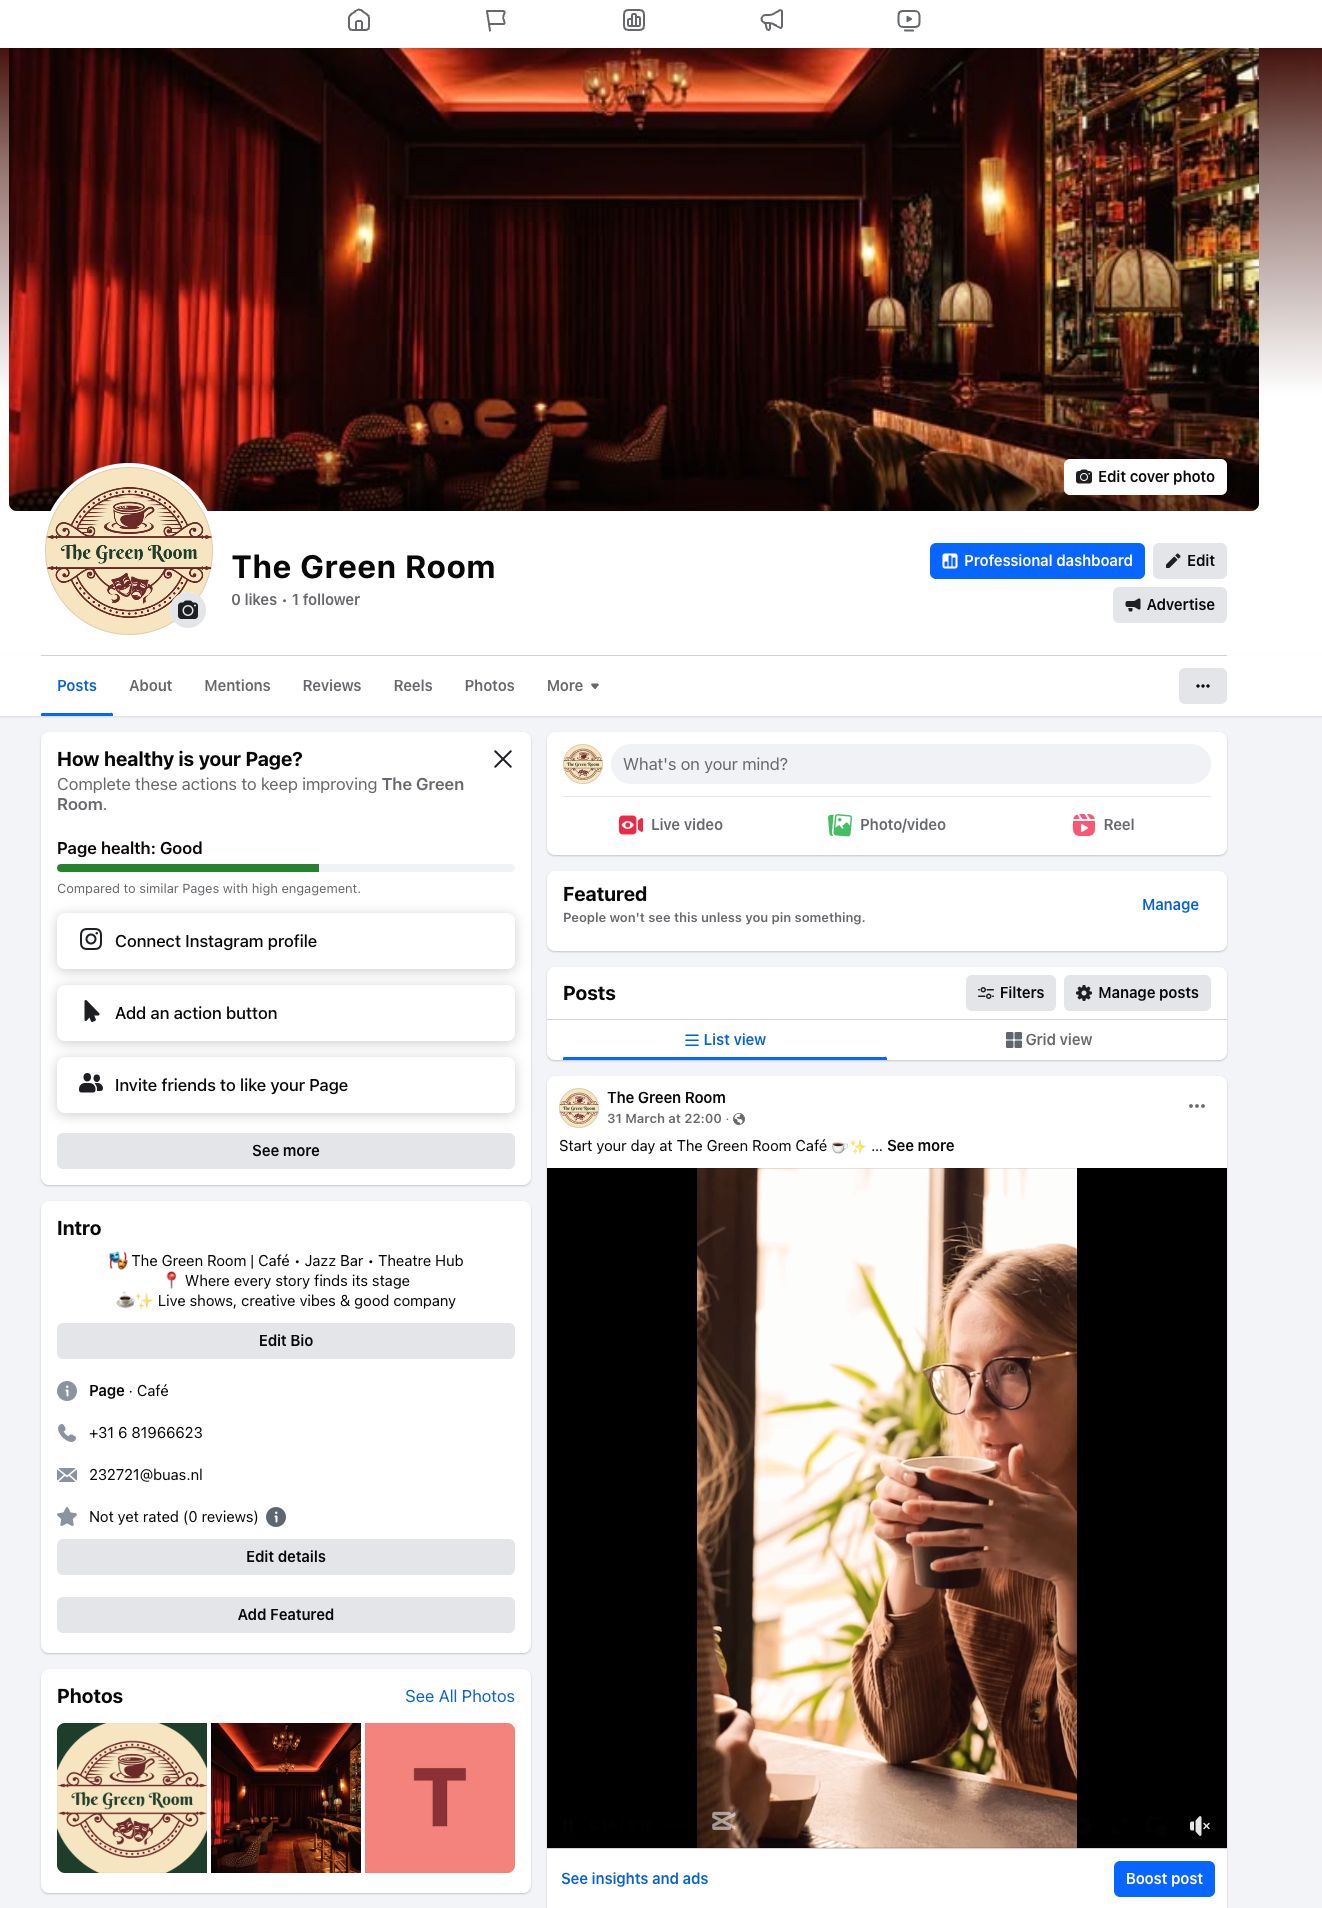 Edit cover photo
The Green Room
The Green Room
0 likes • 1 follower
Professional dashboard
Edit
Advertise
Posts
About
Mentions
Reviews
Reels
Photos
More
How healthy is your Page?
Complete these actions to keep improving The Green
Room.
Page health: Good
Compared to similar Pages with high engagement.
Connect Instagram profile
Add an action button
Invite friends to like your Page
See more
Intro
🎭 The Green Room | Café • Jazz Bar • Theatre Hub
📍 Where every story finds its stage
☕✨ Live shows, creative vibes & good company
Edit Bio
Page · Café
+31 6 81966623
232721@buas.nl
Not yet rated (0 reviews)
Edit details
Add Featured
Photos
See All Photos
The Green Room
T
The Green Room
What's on your mind?
Live video
Photo/video
Reel
Featured
People won't see this unless you pin something.
Manage
Posts
Filters
Manage posts
List view
Grid view
The Green Room
The Green Room
31 March at 22:00 ·
Start your day at The Green Room Café ☕✨ ... See more
See insights and ads
Boost post